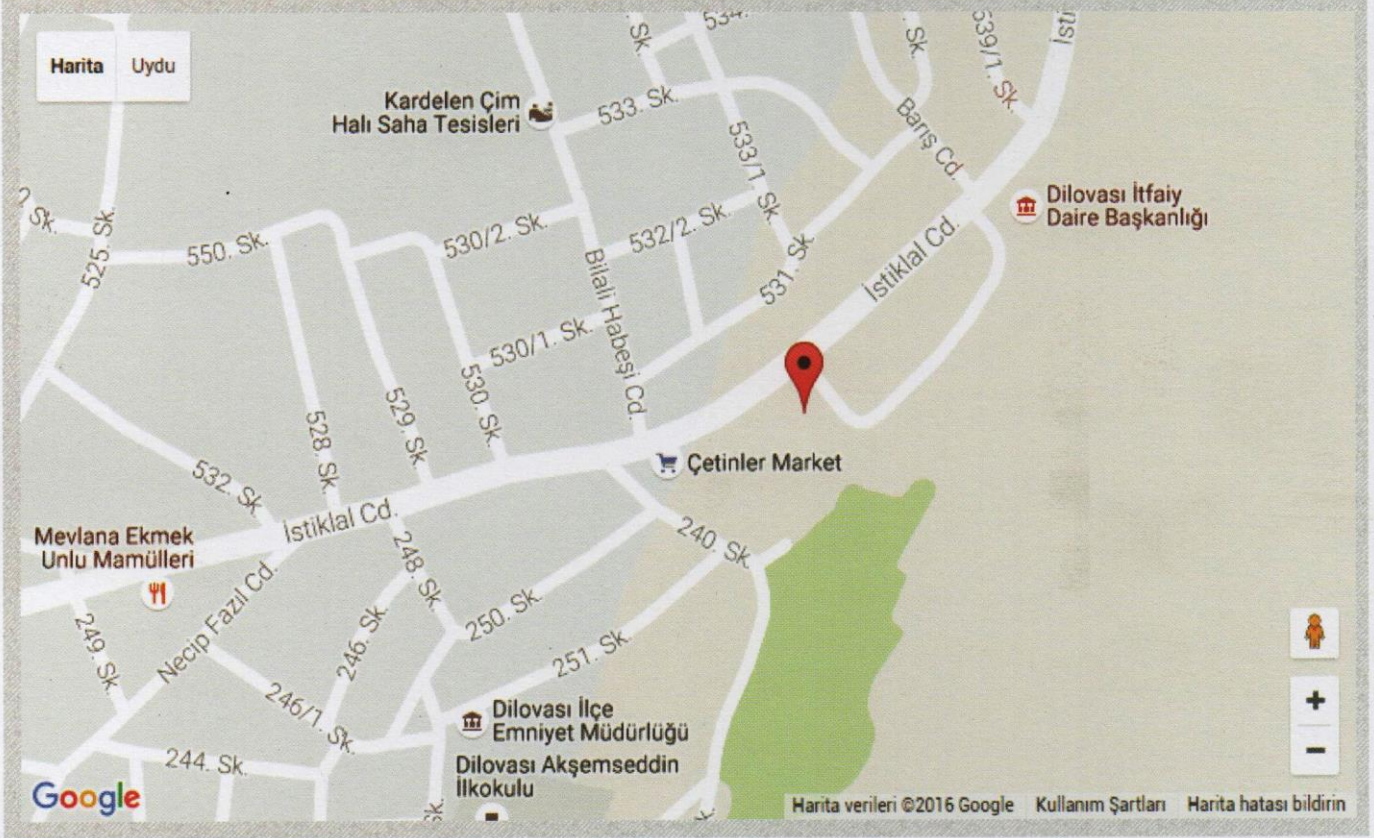 Harita
Uydu
Kardelen Çim
Halı Saha Tesisleri
Sk.
534.
Sk.
539/1. Sk.
İsti
533. Sk.
533/1. Sk.
Barış Cd.
Dilovası İtfaiy
Daire Başkanlığı
Sk.
525. Sk.
550. Sk.
530/2. Sk.
532/2. Sk.
Bilali Habeşi Cd.
531. Sk
İstiklal Cd.
530/1. Sk.
530. Sk.
529. Sk.
528. Sk.
532. Sk
Çetinler Market
İstiklal Cd.
Mevlana Ekmek
Unlu Mamülleri
240. Sk
248. Sk
249. Sk
Necip Fazıl Cd.
246. Sk.
250. Sk.
251. Sk.
246/1. Sk.
Dilovası İlçe
Emniyet Müdürlüğü
244. Sk.
Dilovası Akşemseddin
İlkokulu
Sk.
Google
Harita verileri ©2016 Google
Kullanım Şartları
Harita hatası bildirin